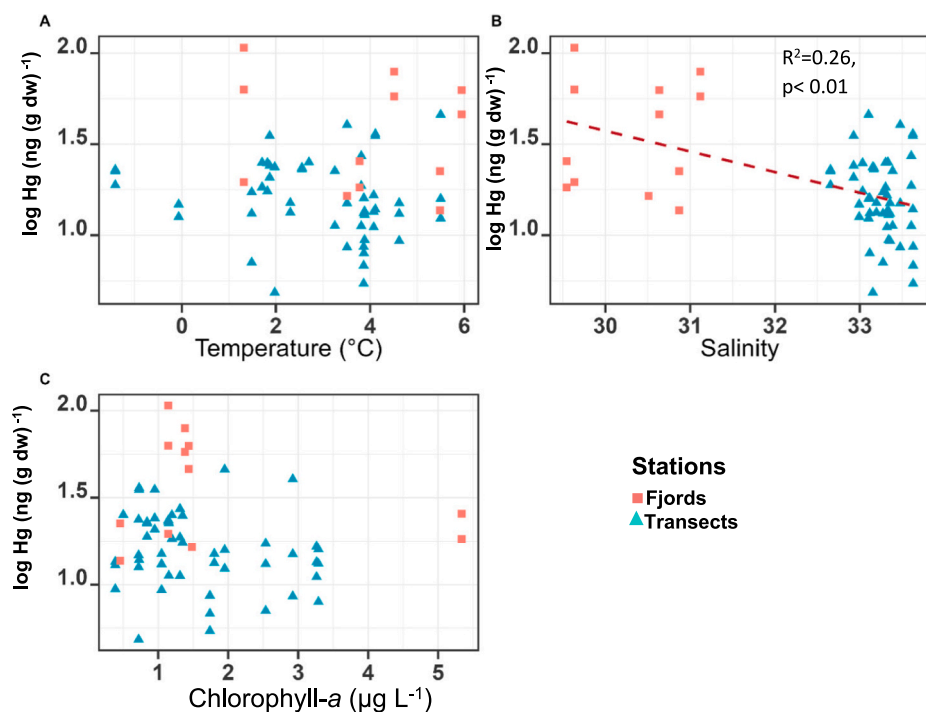 A
log Hg (ng (g dw) -1)
2.0
1.5
1.0
0
2
4
6
Temperature (°C)
B
log Hg (ng (g dw) -1)
2.0
1.5
1.0
R2=0.26,
p< 0.01
30
31
32
33
Salinity
C
log Hg (ng (g dw) -1)
2.0
1.5
1.0
1
2
3
4
5
Chlorophyll-a (µg L-1)
Stations
Fjords
Transects